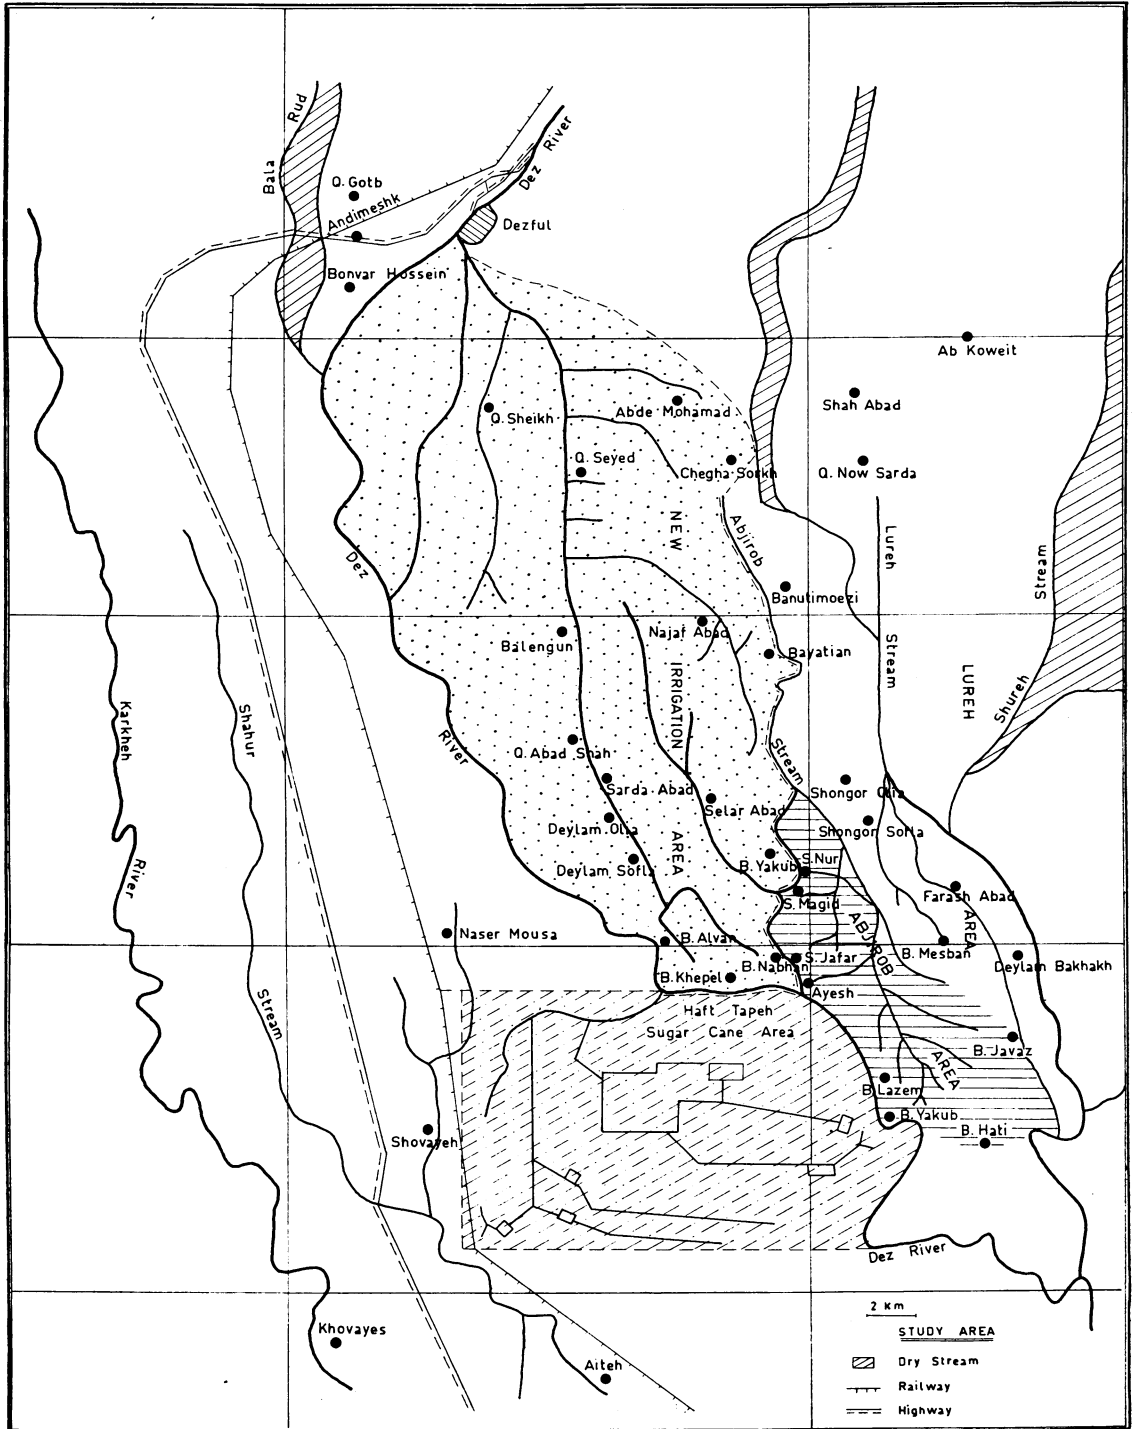 Bala Rud
Q. Gotb
Andimeshk
Dez River
Dezful
Bonvar Hossein
Ab Koweit
Shah Abad
Q. Sheikh
Abde Mohamad
Q. Seyed
Chegha Sorkh
Q. Now Sarda
NEW IRRIGATION AREA
Abjirob Stream
Lureh Stream
Shureh Stream
Dez River
Banutimoezi
Najaf Abad
Balengun
Bayatian
LUREH AREA
Karkheh River
Shahur Stream
Q. Abad Shah
Sarda Abad
Selar Abad
Shongor Olia
Shongor Sofla
Deylam Olia
Deylam Sofla
B. Yakub
S. Nur
S. Magid
Farash Abad
ABJIROB AREA
Naser Mousa
B. Alvan
B. Mesban
B. Nabhan
S. Jafar
Deylam Bakhakh
B. Khepel
Ayesh
Haft Tapeh
Sugar Cane Area
B. Javaz
B. Lazem
B. Yakub
B. Hati
Shovayeh
Dez River
Khovayes
Aiteh
2 Km
STUDY AREA
Dry Stream
Railway
Highway